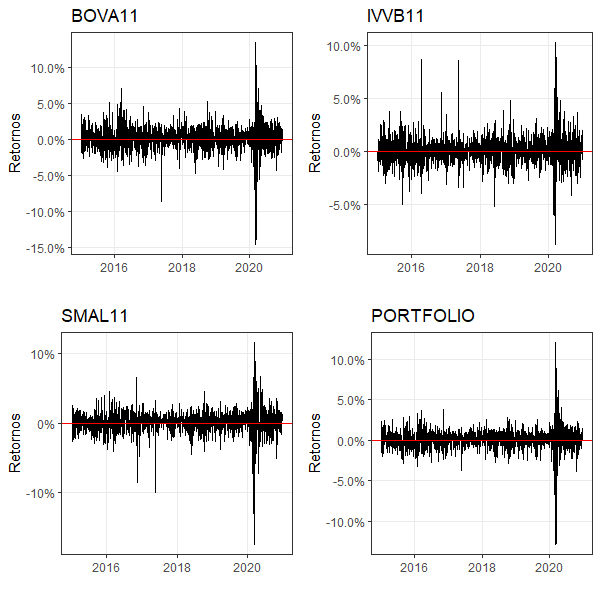 BOVA11
Retornos
10.0%
5.0%
0.0%
-5.0%
-10.0%
-15.0%
2016 2018 2020
IVVB11
Retornos
10.0%
5.0%
0.0%
-5.0%
2016 2018 2020
SMAL11
Retornos
10%
0%
-10%
2016 2018 2020
PORTFOLIO
Retornos
10.0%
5.0%
0.0%
-5.0%
-10.0%
2016 2018 2020